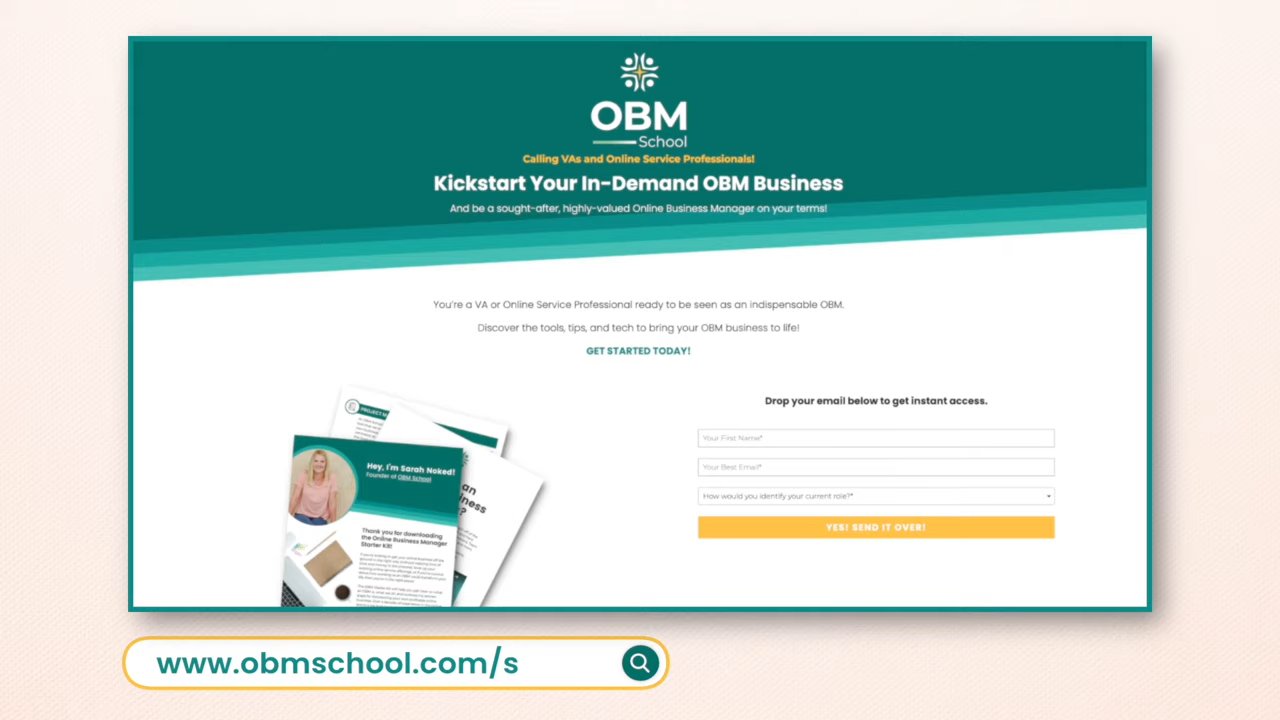 OBM
School
Calling VAs and Online Service Professionals!
Kickstart Your In-Demand OBM Business
And be a sought-after, highly-valued Online Business Manager on your terms!
You're a VA or Online Service Professional ready to be seen as an indispensable OBM.
Discover the tools, tips, and tech to bring your OBM business to life!
GET STARTED TODAY!
Drop your email below to get instant access.
Your First Name*
Your Best Email*
How would you identify your current role?*
YES! SEND IT OVER!
PROJECT M
Hey, I'm Sarah Noked!
Founder of OBM School
an
siness
?
Thank you for downloading
the Online Business Manager
Starter Kit!
www.obmschool.com/s